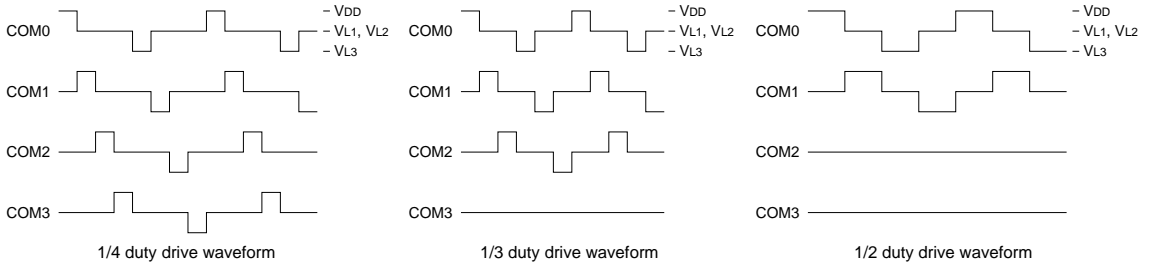 COM0
– VDD
– VL1, VL2
– VL3
COM1
COM2
COM3
1/4 duty drive waveform
COM0
– VDD
– VL1, VL2
– VL3
COM1
COM2
COM3
1/3 duty drive waveform
COM0
– VDD
– VL1, VL2
– VL3
COM1
COM2
COM3
1/2 duty drive waveform